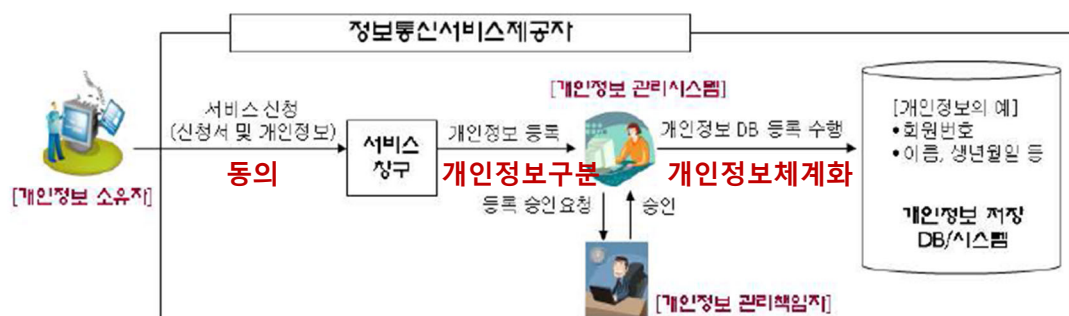 정보통신서비스제공자
[개인정보 관리시스템]
서비스 신청
(신청서 및 개인정보)
동의
[개인정보 소유자]
서비스
창구
개인정보 등록
개인정보구분
개인정보 DB 등록 수행
개인정보체계화
등록 승인요청
승인
[개인정보 관리책임자]
[개인정보의 예]
•회원번호
•이름, 생년월일 등
개인정보 저장
DB/시스템